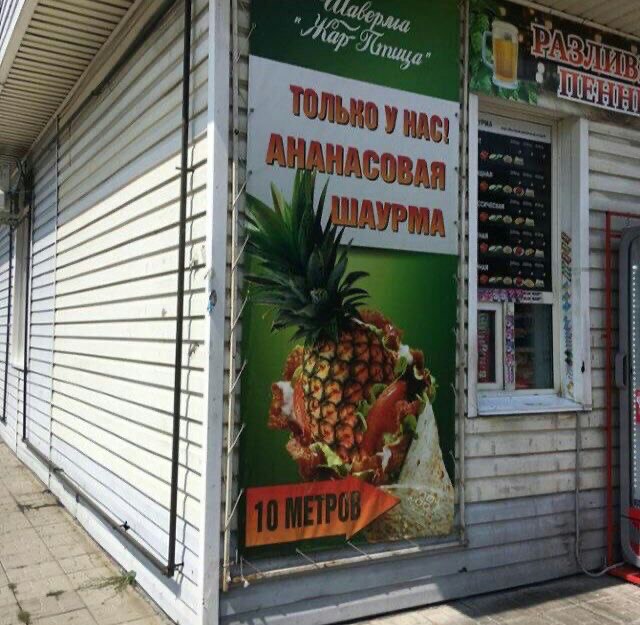 Шаверма
"Жар-Птица"
ТОЛЬКО У НАС!
АНАНАСОВАЯ
ШАУРМА
10 МЕТРОВ
РАЗЛИВ
ПЕНН